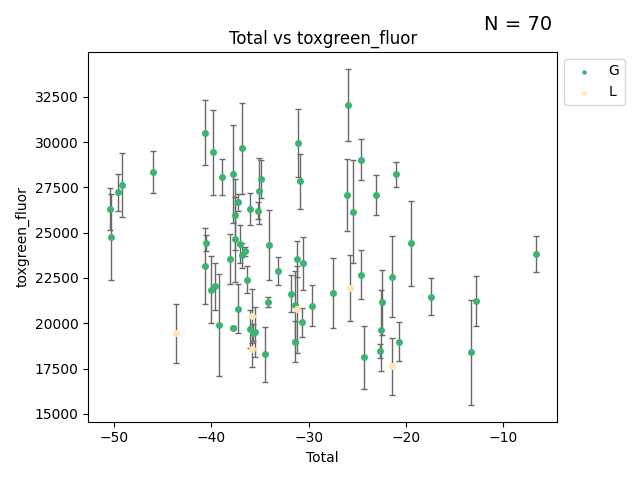 N = 70
Total vs toxgreen_fluor
G
L
32500
30000
27500
25000
22500
20000
17500
15000
toxgreen_fluor
−50 −40 −30 −20 −10
Total